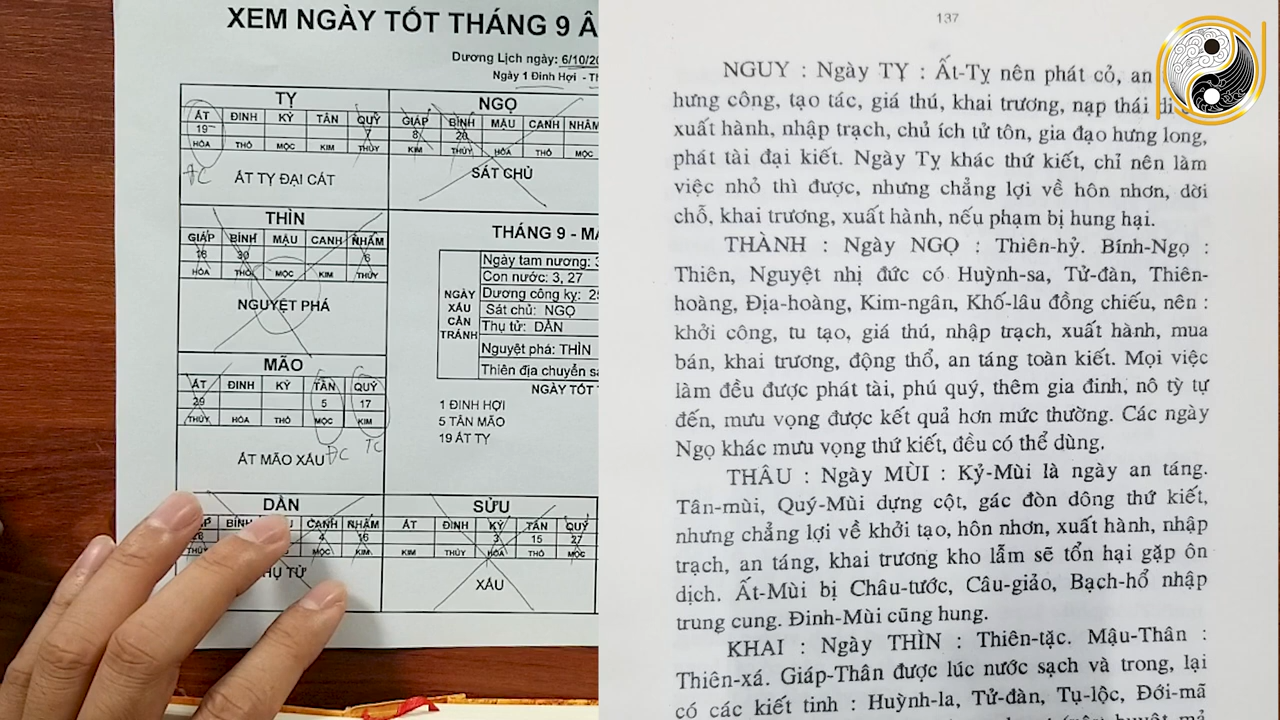 XEM NGÀY TỐT THÁNG 9 Â
Dương Lịch ngày: 6/10/20
Ngày 1 Đinh Hợi - Th
TỴ
ẤT ĐINH KỶ TÂN QUÝ
19 7
HỎA THỔ MỘC KIM THỦY
ĐC
ẤT TỴ ĐẠI CÁT
NGỌ
GIÁP BÍNH MẬU CANH NHÂM
8 20
KIM THỦY HỎA THỔ MỘC
SÁT CHỦ
THÌN
GIÁP BÍNH MẬU CANH NHÂM
18 30 6
HỎA THỔ MỘC KIM THỦY
NGUYỆT PHÁ
THÁNG 9 - MA
NGÀY XẤU CẦN TRÁNH
Ngày tam nương: 3
Con nước: 3, 27
Dương công kỵ: 25
Sát chủ: NGỌ
Thụ tử: DẦN
Nguyệt phá: THÌN
Thiên địa chuyển sá
NGÀY TỐT T
1 ĐINH HỢI
5 TÂN MÃO
19 ẤT TỴ
MÃO
ẤT ĐINH KỶ TÂN QUÝ
29 5 17
THỦY HỎA THỔ MỘC KIM
ĐC TC
ẤT MÃO XẤU
DẦN
BÍNH CANH NHÂM
28 4 16
THỦY MỘC KIM
TỬ
SỬU
ẤT ĐINH KỶ TÂN QUÝ
3 15 27
KIM THỦY HỎA THỔ MỘC
XẤU
137
NGUY : Ngày TỴ : Ất-Tỵ nên phát cỏ, an
hưng công, tạo tác, giá thú, khai trương, nạp thái di
xuất hành, nhập trạch, chủ ích tử tôn, gia đạo hưng long,
phát tài đại kiết. Ngày Tỵ khác thứ kiết, chỉ nên làm
việc nhỏ thì được, nhưng chẳng lợi về hôn nhơn, dời
chỗ, khai trương, xuất hành, nếu phạm bị hung hại.
THÀNH : Ngày NGỌ : Thiên-hỷ. Bính-Ngọ :
Thiên, Nguyệt nhị đức có Huỳnh-sa, Tử-đàn, Thiên-
hoàng, Địa-hoàng, Kim-ngân, Khố-lâu đồng chiếu, nên :
khởi công, tu tạo, giá thú, nhập trạch, xuất hành, mua
bán, khai trương, động thổ, an táng toàn kiết. Mọi việc
làm đều được phát tài, phú quý, thêm gia đinh, nô tỳ tự
đến, mưu vọng được kết quả hơn mức thường. Các ngày
Ngọ khác mưu vọng thứ kiết, đều có thể dùng.
THÂU : Ngày MÙI : Kỷ-Mùi là ngày an táng.
Tân-mùi, Quý-Mùi dựng cột, gác đòn dông thứ kiết,
nhưng chẳng lợi về khởi tạo, hôn nhơn, xuất hành, nhập
trạch, an táng, khai trương kho lẫm sẽ tổn hại gặp ôn
dịch. Ất-Mùi bị Châu-tước, Câu-giảo, Bạch-hổ nhập
trung cung. Đinh-Mùi cũng hung.
KHAI : Ngày THÌN : Thiên-tặc. Mậu-Thân :
Thiên-xá. Giáp-Thân được lúc nước sạch và trong, lại
có các kiết tinh : Huỳnh-la, Tử-đàn, Tụ-lộc, Đới-mã